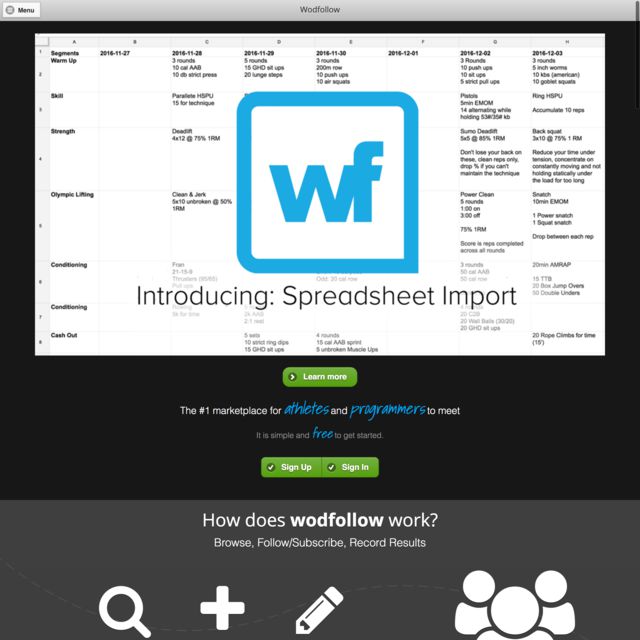 Menu
Wodfollow
A B C D E F G H
1 Segments 2016-11-27 2016-11-28 2016-11-29 2016-11-30 2016-12-01 2016-12-02 2016-12-03
Warm Up 3 rounds 5 rounds 3 rounds 3 Rounds 3 rounds
10 cal AAB 15 GHD sit ups 200m row 10 push ups 5 inch worms
2 10 db strict press 20 lunge steps 10 push ups 10 sit ups 10 kbs (american)
10 air squats 5 strict pull ups 10 goblet squats
Skill Parallete HSPU Pistols Ring HSPU
15 for technique 5min EMOM
3 14 alternating while Accumulate 10 reps
holding 53#/35# kb
Strength Deadlift Sumo Deadlift Back squat
4x12 @ 75% 1RM 5x5 @ 85% 1RM 3x10 @ 75% 1RM
4 Don't lose your back on Reduce your time under
these, clean reps only, tension, concentrate on
drop % if you can't constantly moving and not
maintain the technique holding statically under
the load for too long
Olympic Lifting Clean & Jerk Power Clean Snatch
5x10 unbroken @ 50% 5 rounds 10min EMOM
1RM 1:00 on
3:00 off 1 Power snatch
5 1 Squat snatch
75% 1RM
Drop between each rep
Score is reps completed
across all rounds
wf
Conditioning Fran 3 rounds 20min AMRAP
21-15-9 50 cal AAB
6 Thrusters (95/65) Odd: 20 cal row 50 cal row 15 TTB
Pull ups 20 Box Jump Overs
50 Double Unders
Introducing: Spreadsheet Import
Conditioning
7 5k for time 2k AAB 20 C2B
2:1 rest 20 Wall Balls (30/20)
20 GHD sit ups
Cash Out 5 sets 4 rounds 20 Rope Climbs for time
8 10 strict ring dips 15 cal AAB sprint (15')
15 GHD sit ups 5 unbroken Muscle Ups
Learn more
The #1 marketplace for athletes and programmers to meet
It is simple and free to get started.
Sign Up Sign In
How does wodfollow work?
Browse, Follow/Subscribe, Record Results